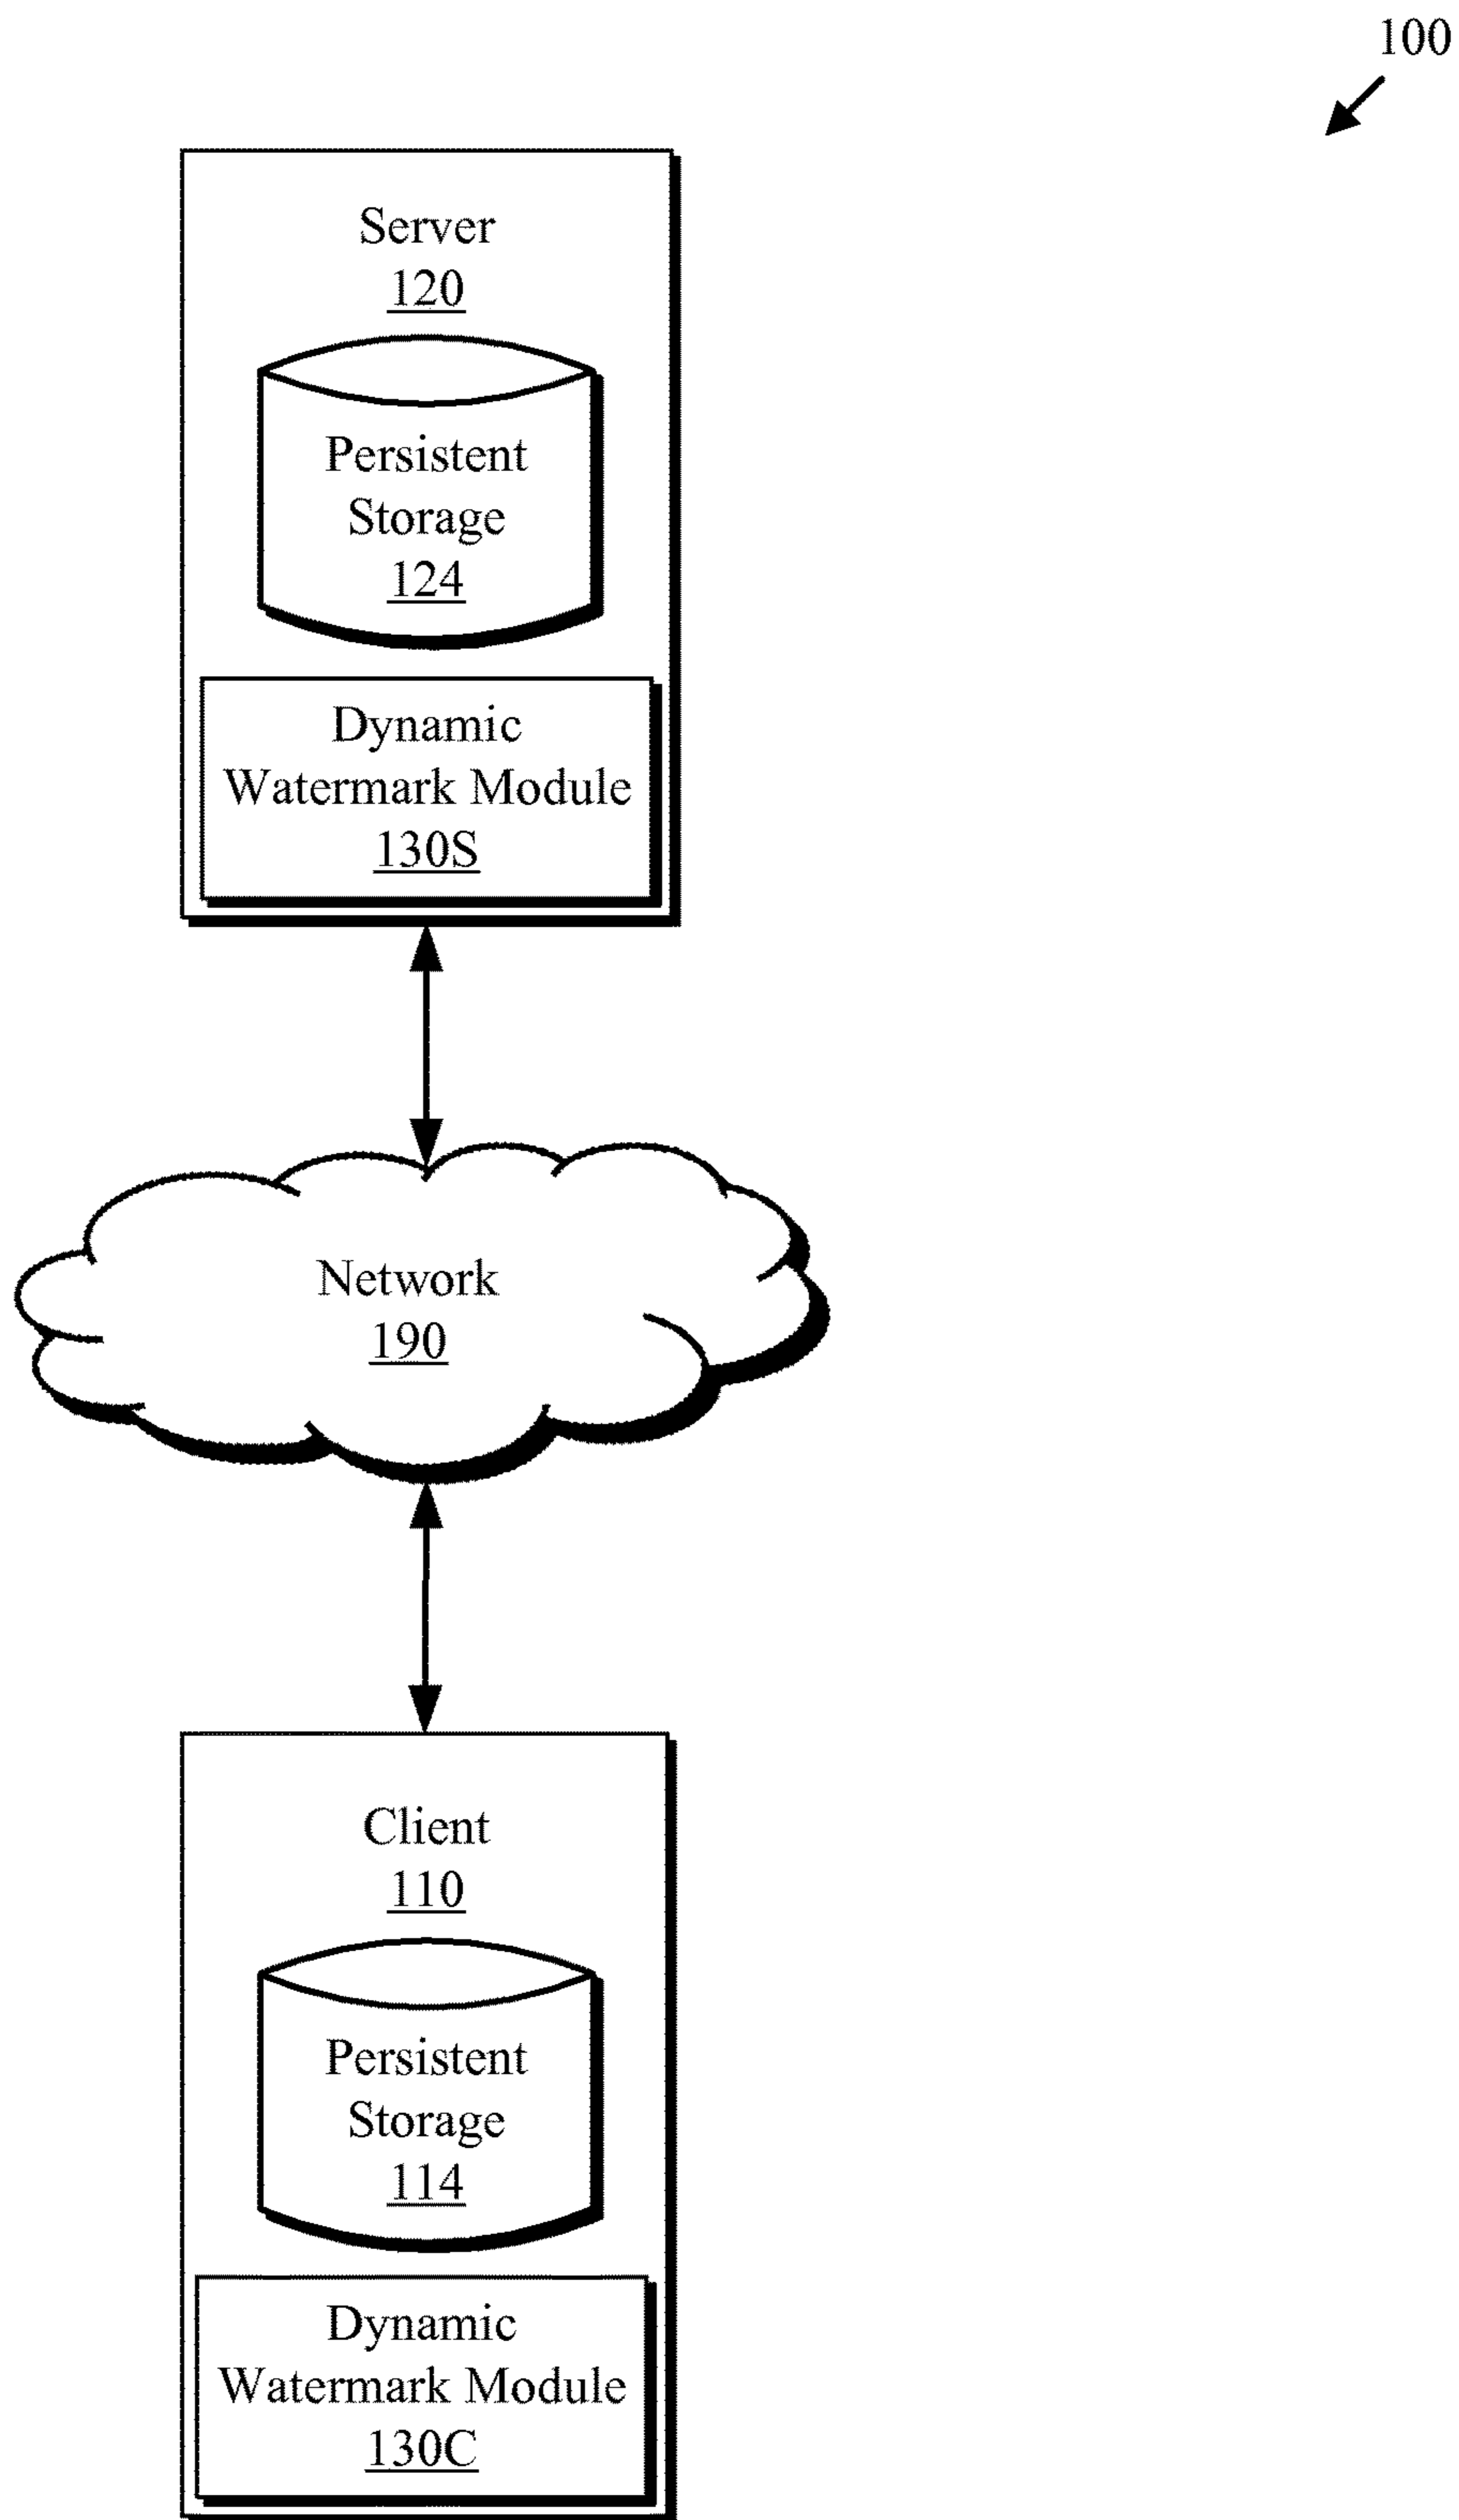 100
Server
120
Persistent
Storage
124
Dynamic
Watermark Module
130S
Network
190
Client
110
Persistent
Storage
114
Dynamic
Watermark Module
130C